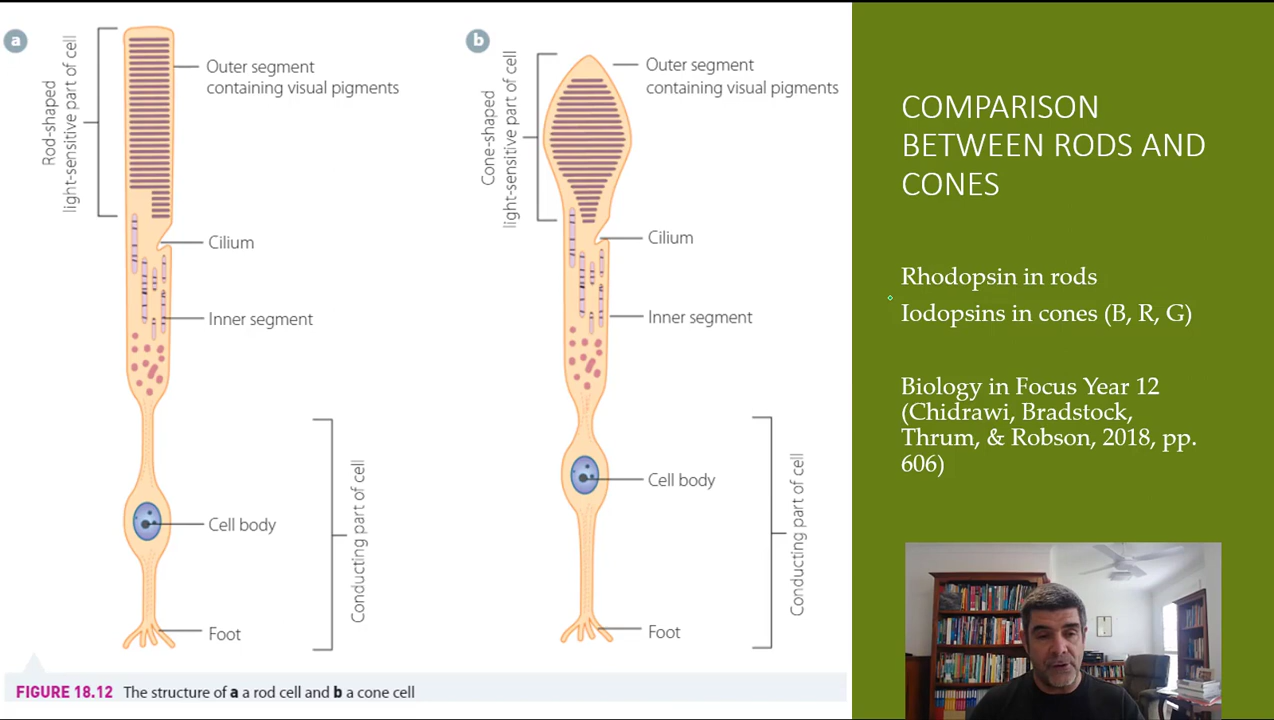 a
Rod-shaped
light-sensitive part of cell
Outer segment
containing visual pigments
Cilium
Inner segment
Cell body
Conducting part of cell
Foot
b
Cone-shaped
light-sensitive part of cell
Outer segment
containing visual pigments
Cilium
Inner segment
Cell body
Conducting part of cell
Foot
FIGURE 18.12 The structure of a a rod cell and b a cone cell
COMPARISON
BETWEEN RODS AND
CONES
Rhodopsin in rods
Iodopsins in cones (B, R, G)
Biology in Focus Year 12
(Chidrawi, Bradstock,
Thrum, & Robson, 2018, pp.
606)